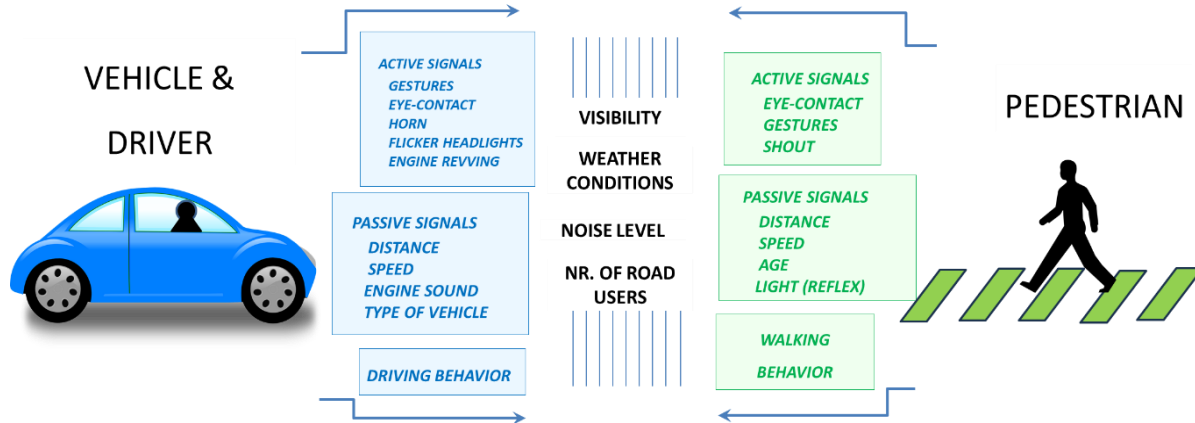 VEHICLE &
DRIVER
ACTIVE SIGNALS
GESTURES
EYE-CONTACT
HORN
FLICKER HEADLIGHTS
ENGINE REVVING
PASSIVE SIGNALS
DISTANCE
SPEED
ENGINE SOUND
TYPE OF VEHICLE
DRIVING BEHAVIOR
VISIBILITY
WEATHER
CONDITIONS
NOISE LEVEL
NR. OF ROAD
USERS
ACTIVE SIGNALS
EYE-CONTACT
GESTURES
SHOUT
PASSIVE SIGNALS
DISTANCE
SPEED
AGE
LIGHT (REFLEX)
WALKING
BEHAVIOR
PEDESTRIAN